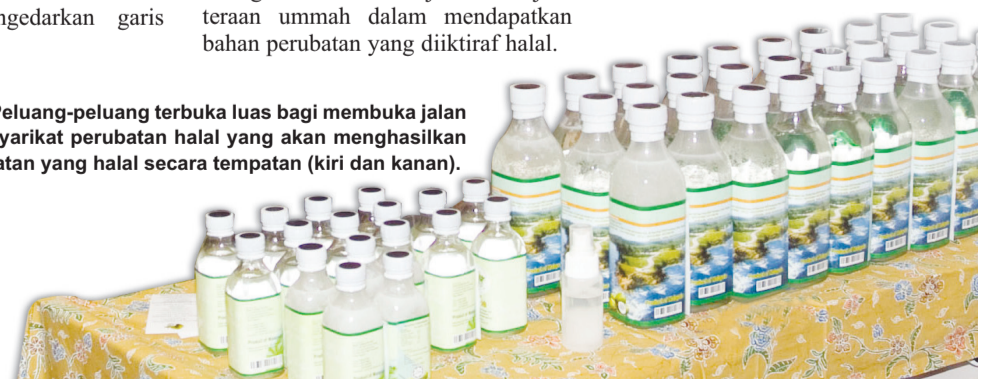 ngedarkan garis
teraan ummah dalam mendapatkan
bahan perubatan yang diiktiraf halal.
Peluang-peluang terbuka luas bagi membuka jalan
yarikat perubatan halal yang akan menghasilkan
atan yang halal secara tempatan (kiri dan kanan).